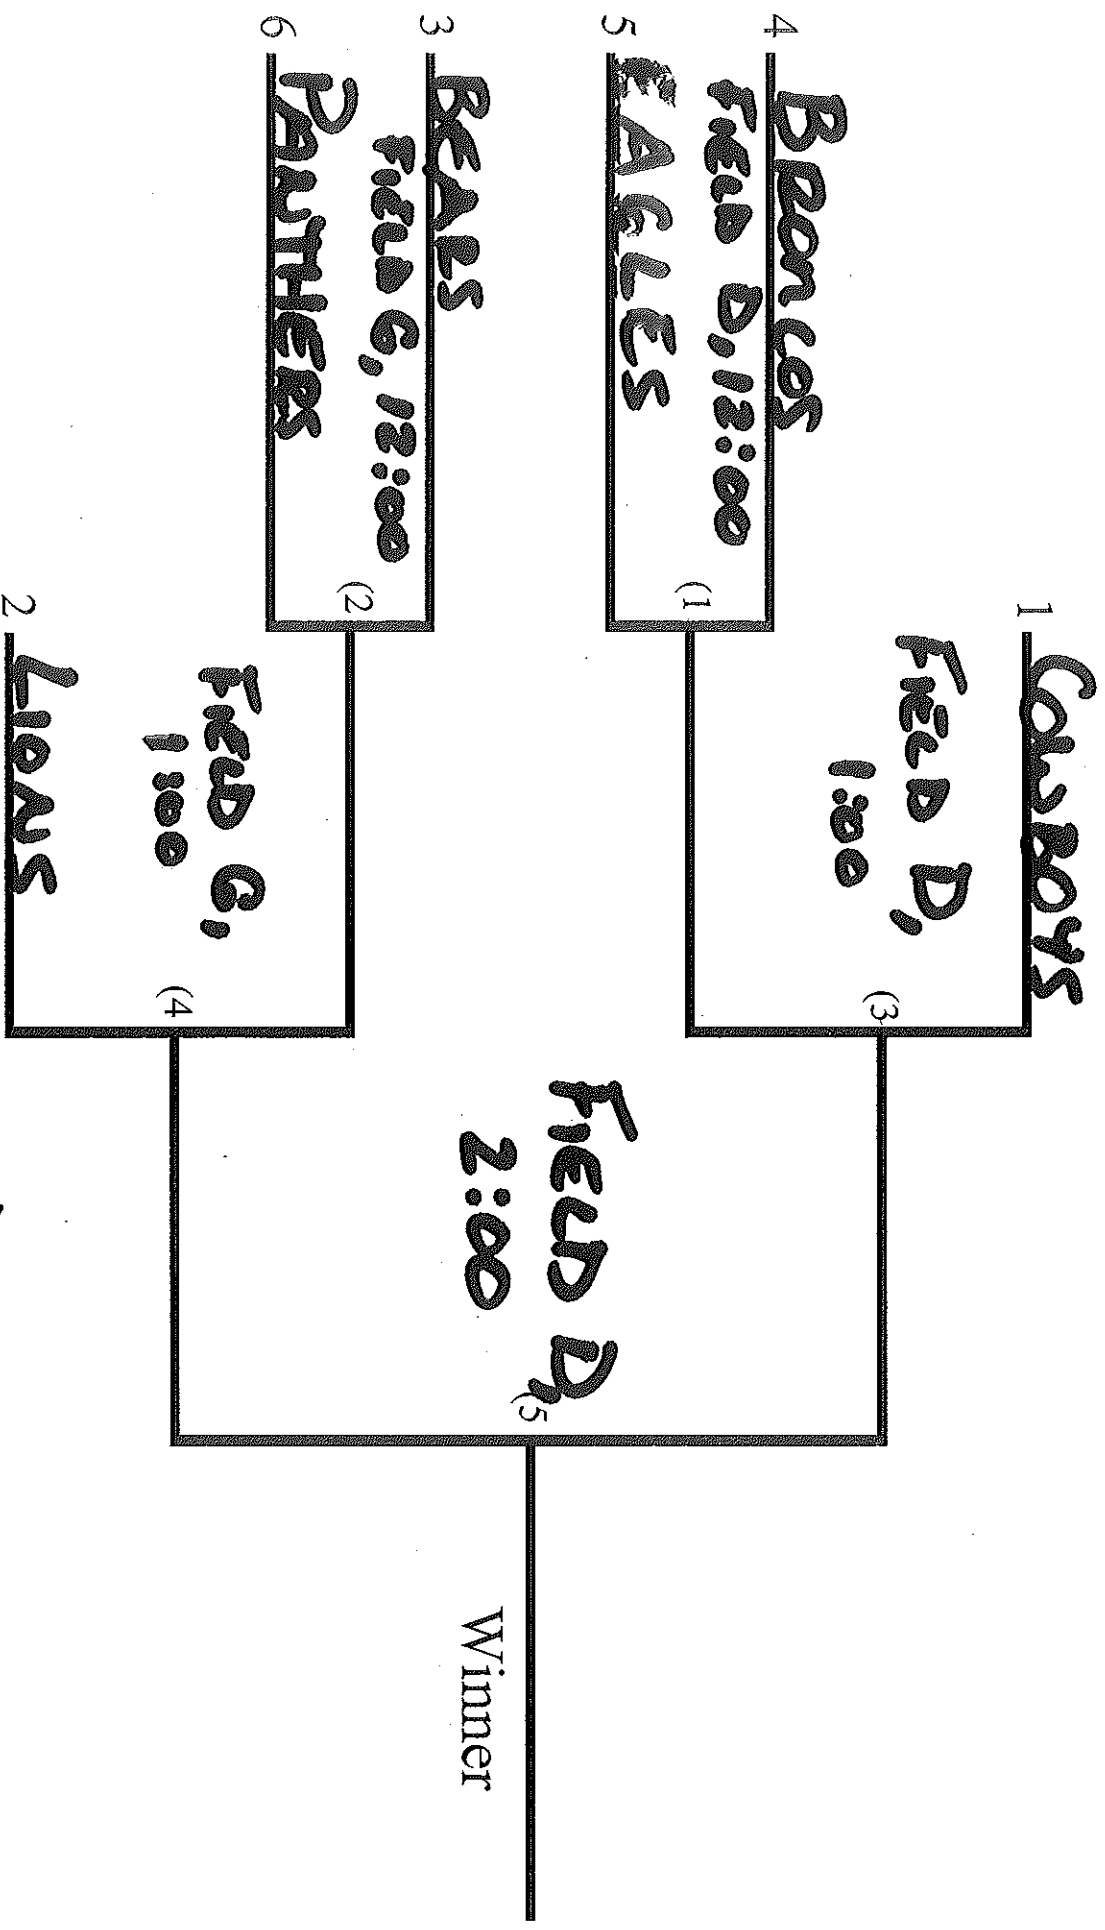 1 COWBOYS
FIELD D,
1:00
(3
4 BRONCOS
FIELD D, 12:00
(1
5 EAGLES
FIELD D,
2:00
(5
Winner
3 BEARS
FIELD G, 12:00
(2
6 PANTHERS
FIELD G,
1:00
(4
2 LIONS